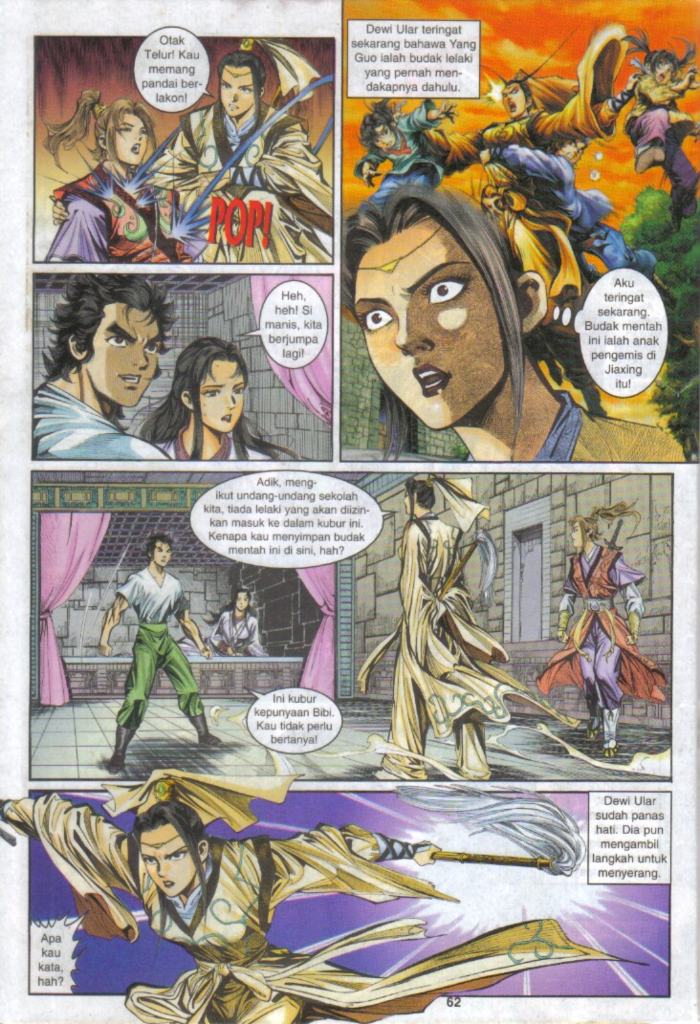 Otak
Telur! Kau
memang
pandai ber-
lakon!
POP!
Dewi Ular teringat
sekarang bahawa Yang
Guo ialah budak lelaki
yang pernah men-
dakapnya dahulu.
Aku
teringat
sekarang.
Budak mentah
ini ialah anak
pengemis di
Jiaxing
itu!
Heh,
heh! Si
manis, kita
berjumpa
lagi!
Adik, meng-
ikut undang-undang sekolah
kita, tiada lelaki yang akan diizin-
kan masuk ke dalam kubur ini.
Kenapa kau menyimpan budak
mentah ini di sini, hah?
Ini kubur
kepunyaan Bibi.
Kau tidak perlu
bertanya!
Dewi Ular
sudah panas
hati. Dia pun
mengambil
langkah untuk
menyerang.
Apa
kau
kata,
hah?
62